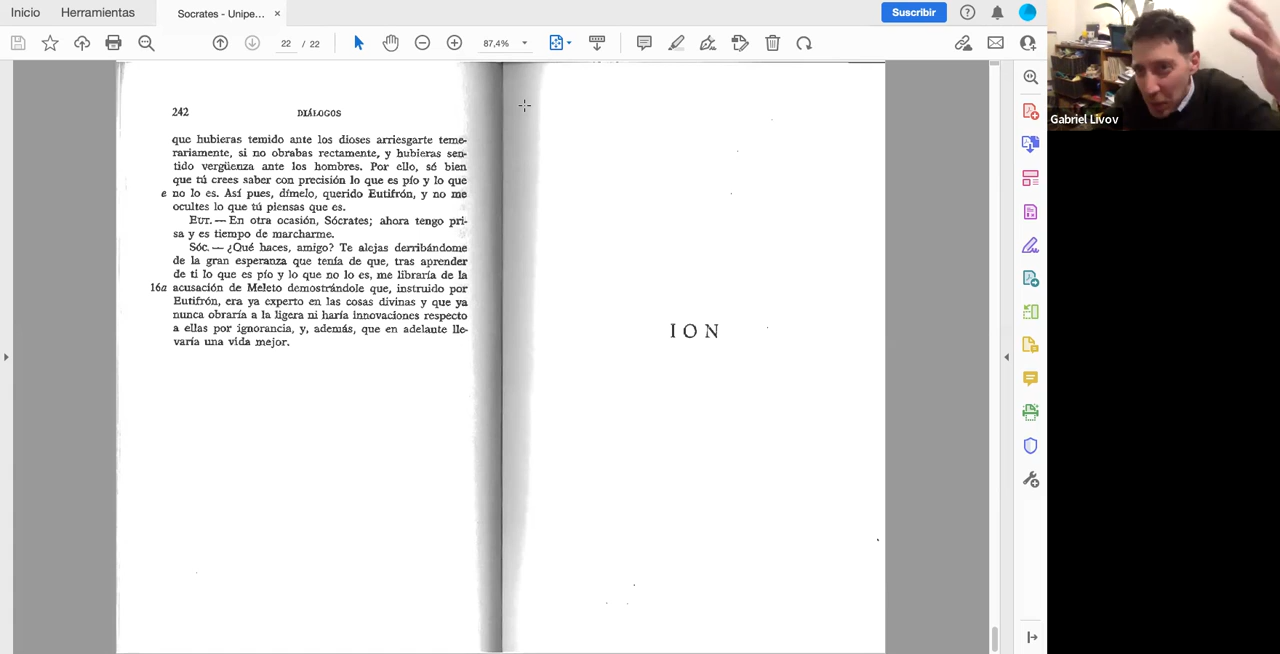 Inicio
Herramientas
Socrates - Unipe...
Suscribir
22 / 22
87,4%
242
DIÁLOGOS
que hubieras temido ante los dioses arriesgarte teme-
rariamente, si no obrabas rectamente, y hubieras sen-
tido vergüenza ante los hombres. Por ello, sé bien
que tú crees saber con precisión lo que es pío y lo que
e no lo es. Así pues, dímelo, querido Eutifrón, y no me
ocultes lo que tú piensas que es.
EUT. — En otra ocasión, Sócrates; ahora tengo pri-
sa y es tiempo de marcharme.
Sóc. — ¿Qué haces, amigo? Te alejas derribándome
de la gran esperanza que tenía de que, tras aprender
de ti lo que es pío y lo que no lo es, me libraría de la
16a acusación de Meleto demostrándole que, instruido por
Eutifrón, era ya experto en las cosas divinas y que ya
nunca obraría a la ligera ni haría innovaciones respecto
a ellas por ignorancia, y, además, que en adelante lle-
varía una vida mejor.
ION
Gabriel Livov